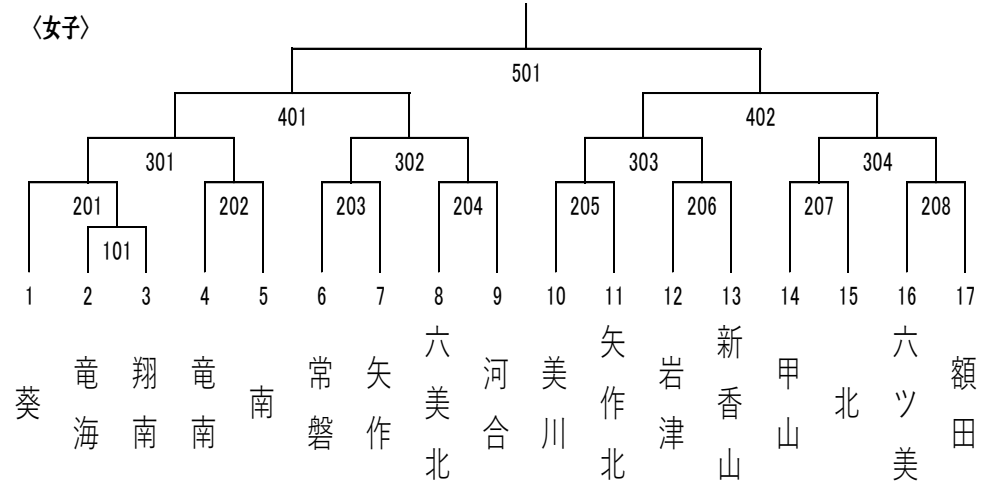 〈女子〉
501
401 402
301 302 303 304
201 202 203 204 205 206 207 208
101
1 2 3 4 5 6 7 8 9 10 11 12 13 14 15 16 17
葵
竜海
翔南
竜南
南
常磐
矢作
六美北
河合
美川
矢作北
岩津
新香山
甲山
北
六ツ美
額田